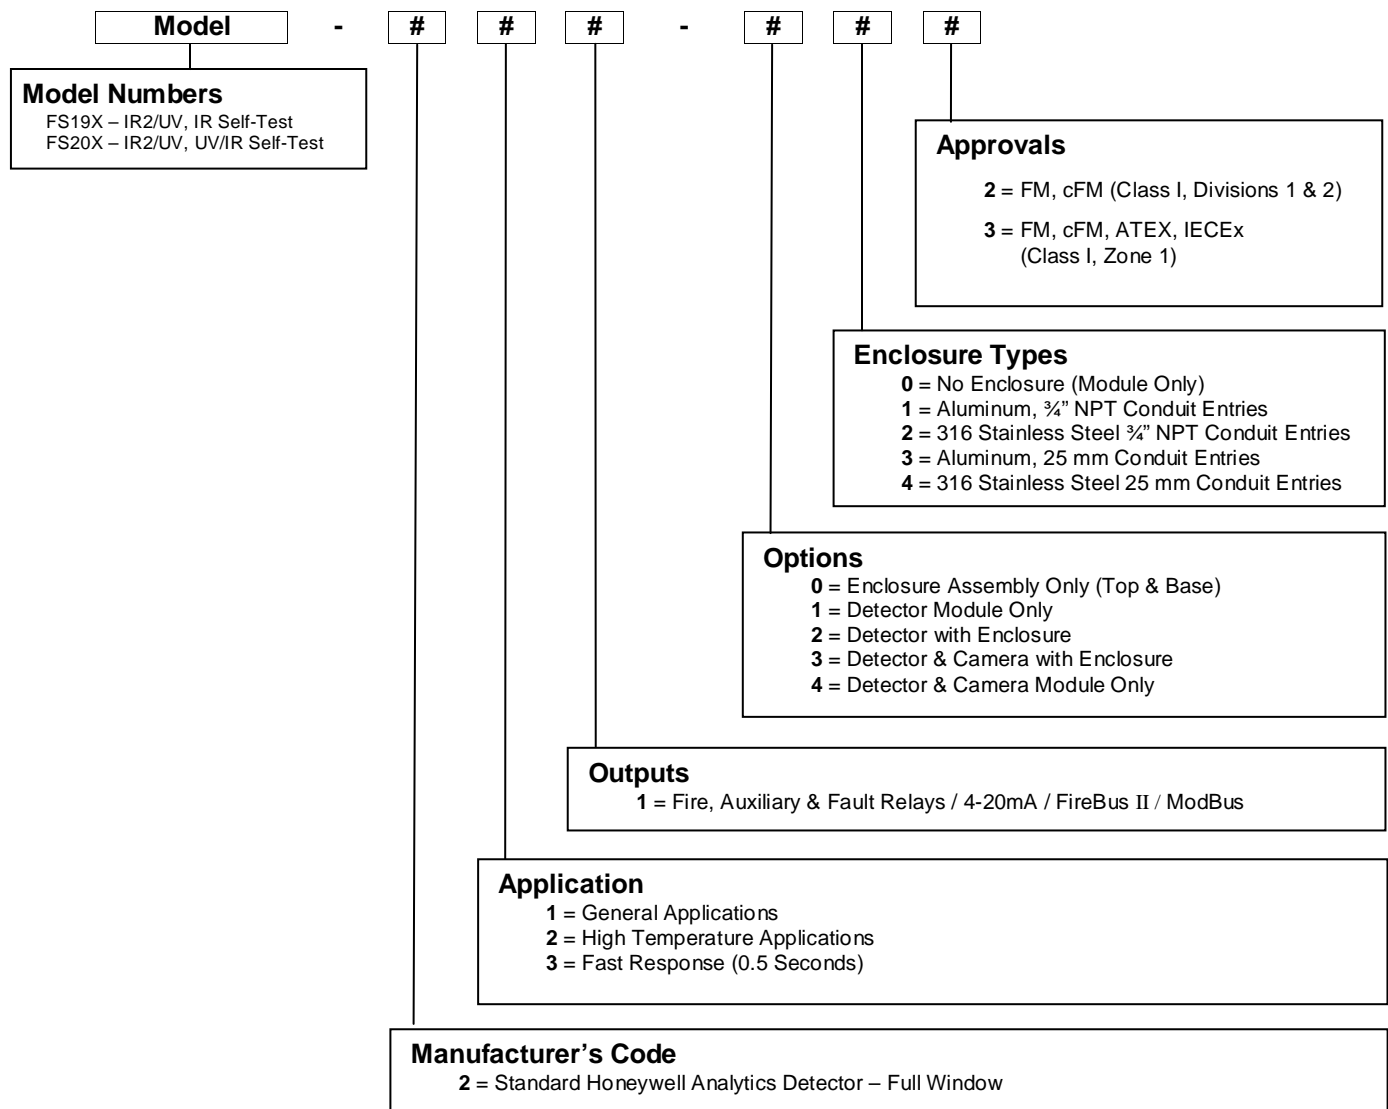 Model - # # # - # # #
Model Numbers
FS19X – IR2/UV, IR Self-Test
FS20X – IR2/UV, UV/IR Self-Test
Approvals
2 = FM, cFM (Class I, Divisions 1 & 2)
3 = FM, cFM, ATEX, IECEx
(Class I, Zone 1)
Enclosure Types
0 = No Enclosure (Module Only)
1 = Aluminum, ¾” NPT Conduit Entries
2 = 316 Stainless Steel ¾” NPT Conduit Entries
3 = Aluminum, 25 mm Conduit Entries
4 = 316 Stainless Steel 25 mm Conduit Entries
Options
0 = Enclosure Assembly Only (Top & Base)
1 = Detector Module Only
2 = Detector with Enclosure
3 = Detector & Camera with Enclosure
4 = Detector & Camera Module Only
Outputs
1 = Fire, Auxiliary & Fault Relays / 4-20mA / FireBus II / ModBus
Application
1 = General Applications
2 = High Temperature Applications
3 = Fast Response (0.5 Seconds)
Manufacturer’s Code
2 = Standard Honeywell Analytics Detector – Full Window